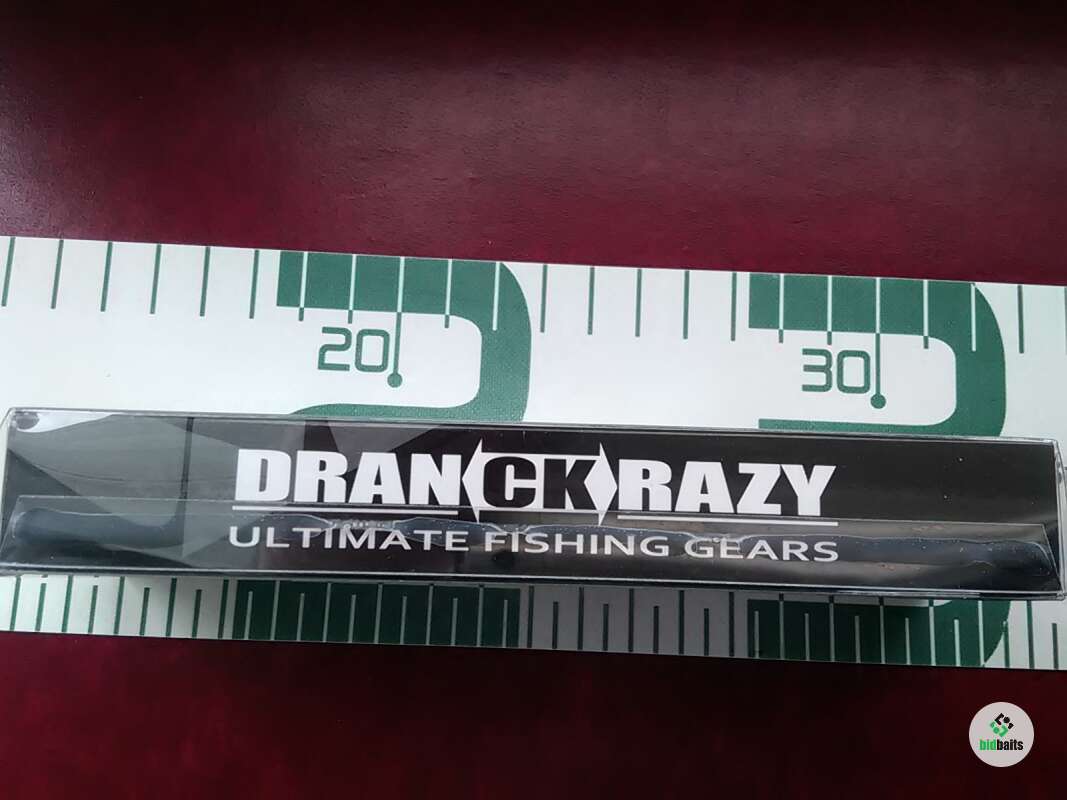 20
30
DRANCKRAZY
ULTIMATE FISHING GEARS
bidbaits